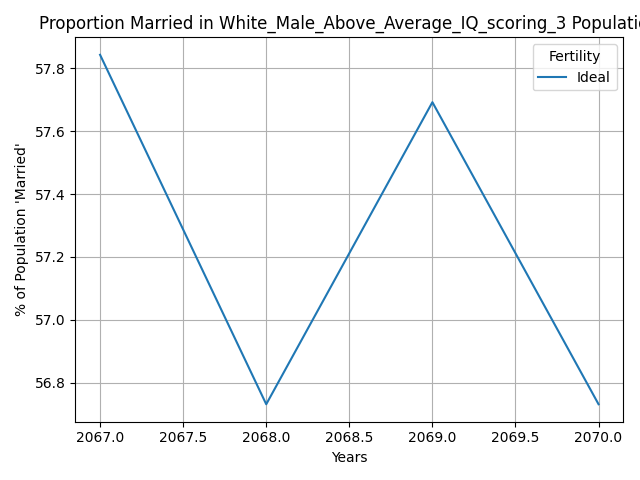 Proportion Married in White_Male_Above_Average_IQ_scoring_3 Populatio
Fertility
Ideal
57.8
57.6
57.4
57.2
57.0
56.8
% of Population 'Married'
2067.0 2067.5 2068.0 2068.5 2069.0 2069.5 2070.0
Years